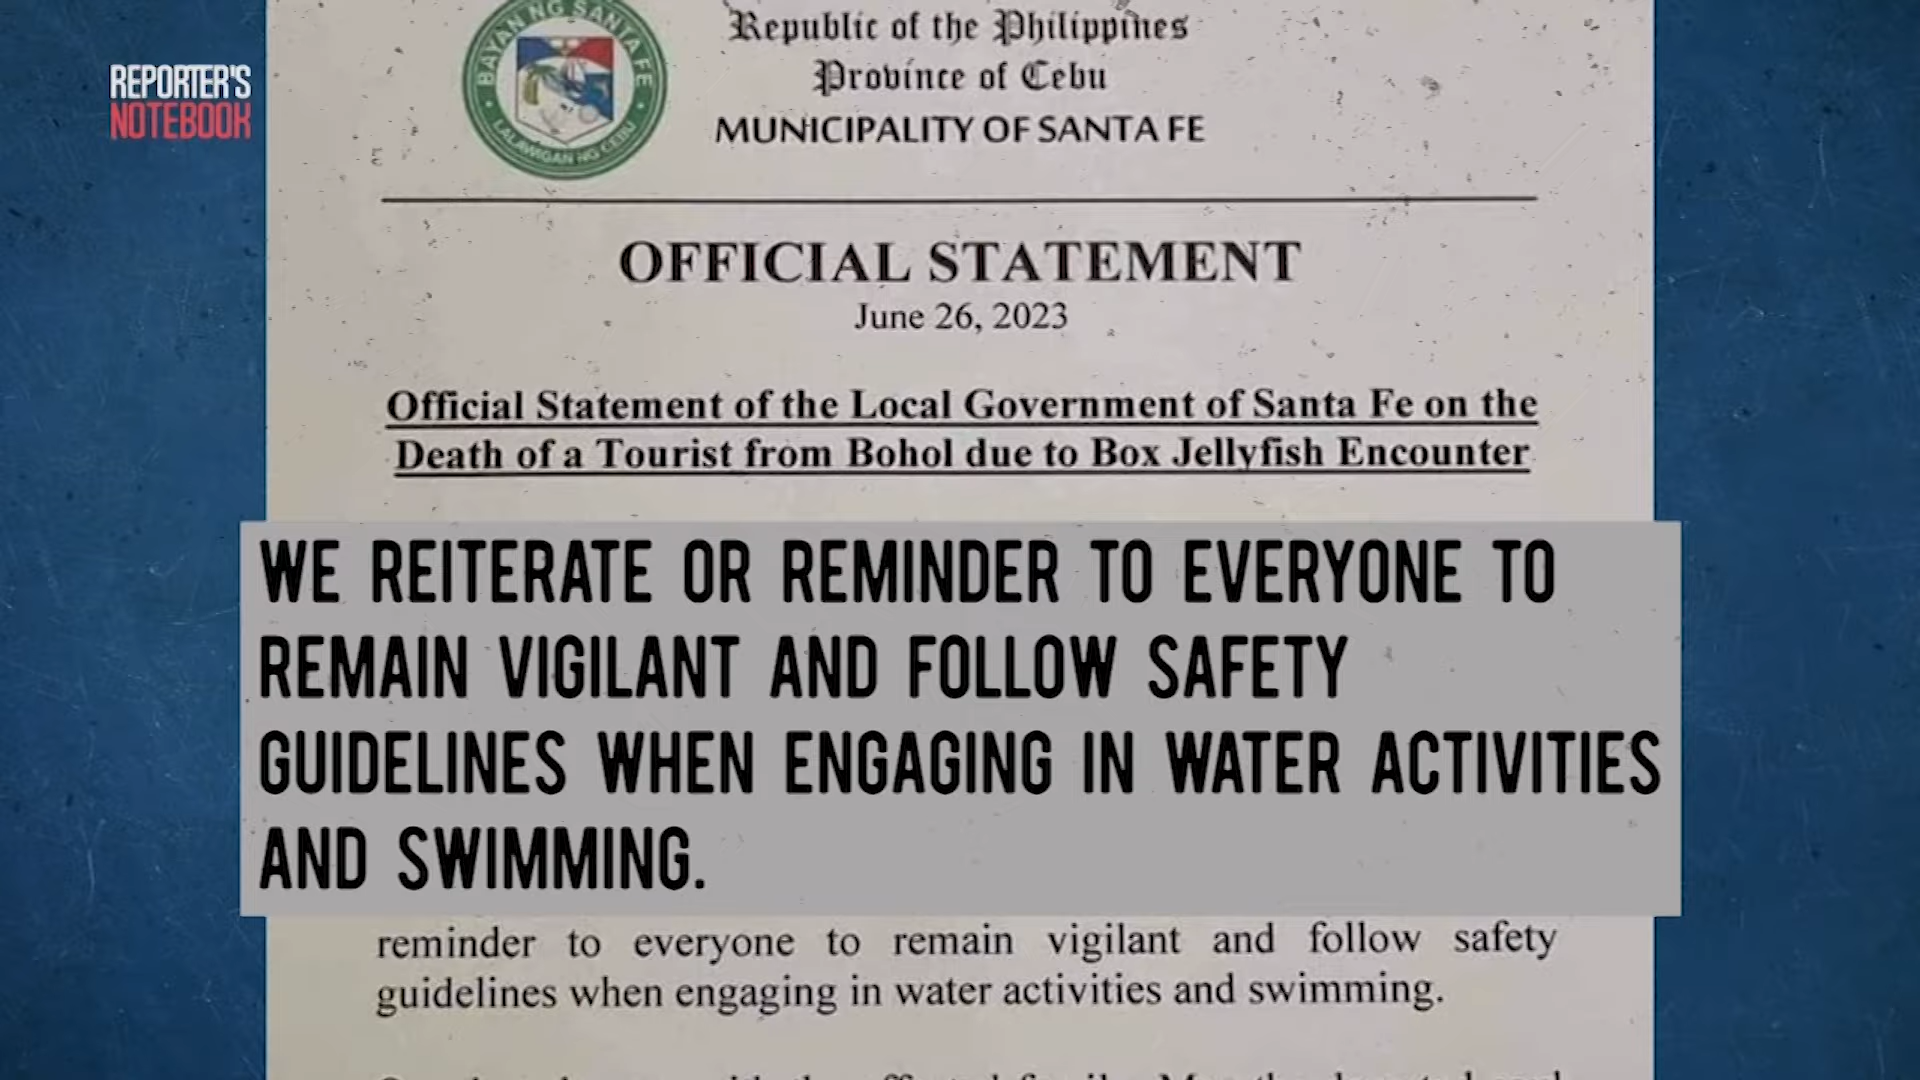 REPORTER'S
NOTEBOOK
BAYAN NG SANTA FE
LALAWIGAN NG CEBU
Republic of the Philippines
Province of Cebu
MUNICIPALITY OF SANTA FE
OFFICIAL STATEMENT
June 26, 2023
Official Statement of the Local Government of Santa Fe on the
Death of a Tourist from Bohol due to Box Jellyfish Encounter
WE REITERATE OR REMINDER TO EVERYONE TO
REMAIN VIGILANT AND FOLLOW SAFETY
GUIDELINES WHEN ENGAGING IN WATER ACTIVITIES
AND SWIMMING.
reminder to everyone to remain vigilant and follow safety
guidelines when engaging in water activities and swimming.